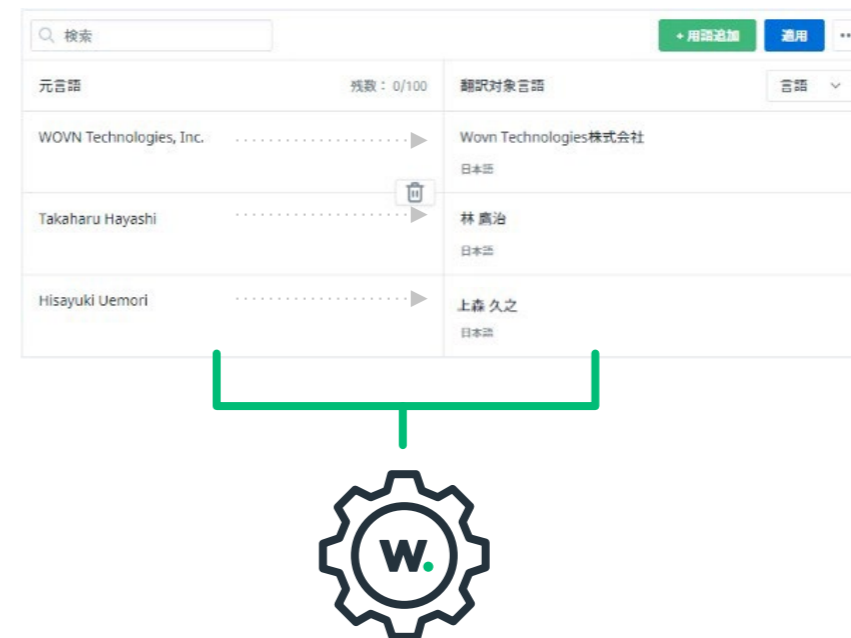 検索
+ 用語追加
適用
元言語
残数： 0/100
翻訳対象言語
言語
WOVN Technologies, Inc.
Wovn Technologies株式会社
日本語
Takaharu Hayashi
林 鷹治
日本語
Hisayuki Uemori
上森 久之
日本語
W.